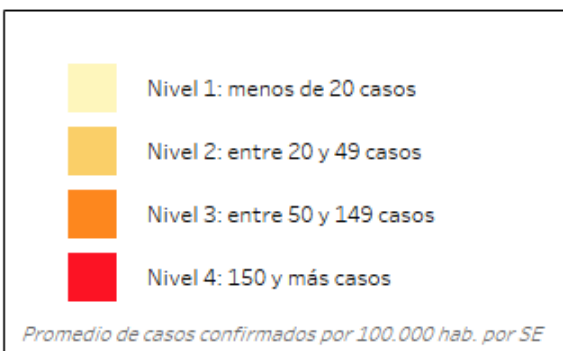 Nivel 1: menos de 20 casos
Nivel 2: entre 20 y 49 casos
Nivel 3: entre 50 y 149 casos
Nivel 4: 150 y más casos
Promedio de casos confirmados por 100.000 hab. por SE